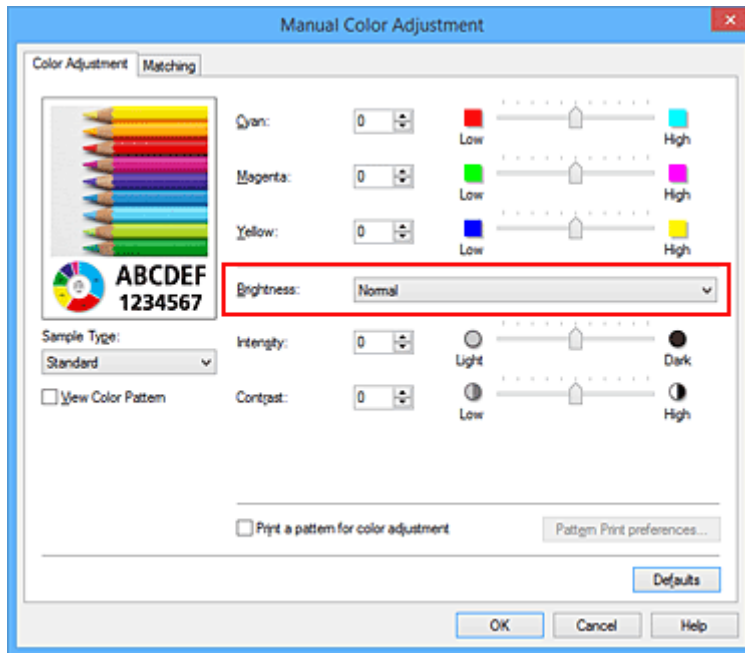 Manual Color Adjustment
Color Adjustment
Matching
Cyan:
0
Low
High
Magenta:
0
Low
High
Yellow:
0
Low
High
ABCDEF
1234567
Brightness:
Normal
Sample Type:
Standard
View Color Pattern
Intensity:
0
Light
Dark
Contrast:
0
Low
High
Print a pattern for color adjustment
Pattern Print preferences...
Defaults
OK
Cancel
Help